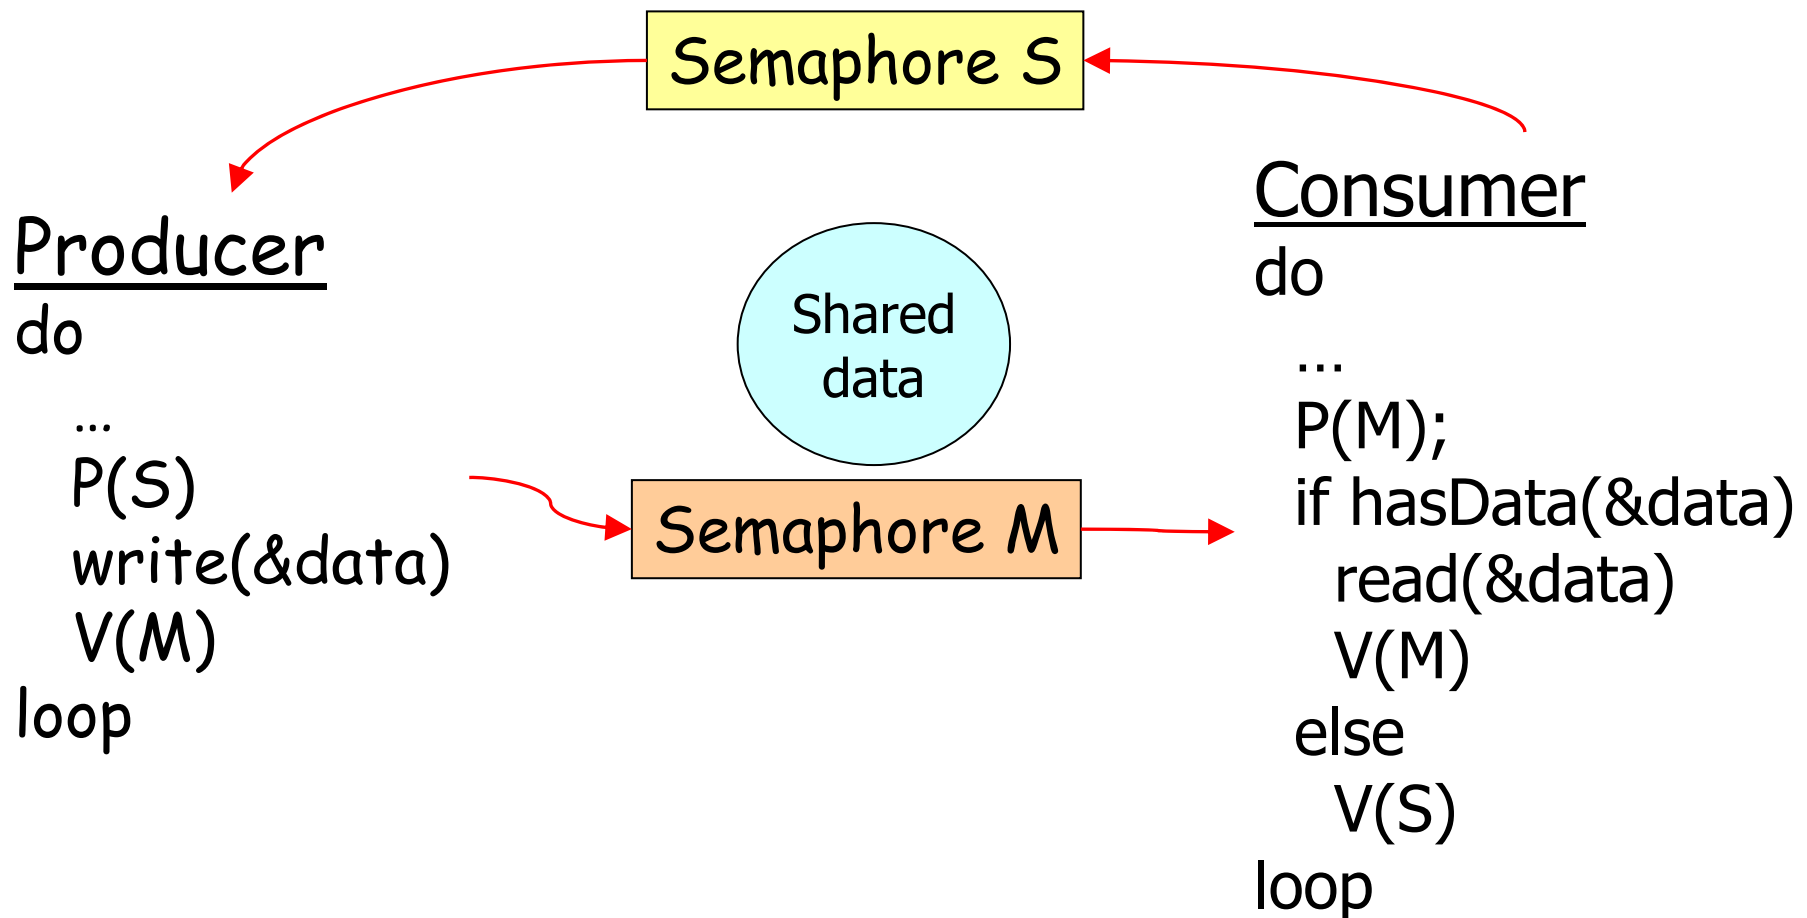 Semaphore S
Producer
do
...
P(S)
write(&data)
V(M)
loop
Shared
data
Semaphore M
Consumer
do
...
P(M);
if hasData(&data)
read(&data)
V(M)
else
V(S)
loop